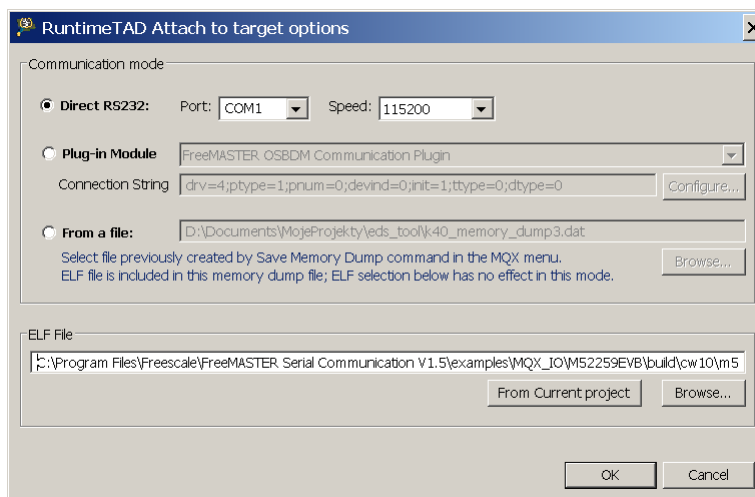 RuntimeTAD Attach to target options
Communication mode
Direct RS232: Port: COM1 Speed: 115200
Plug-in Module FreeMASTER OSBDM Communication Plugin
Connection String drv=4;ptype=1;pnum=0;devind=0;init=1;ttype=0;dtype=0 Configure...
From a file: D:\Documents\MojeProjekty\eds_tool\k40_memory_dump3.dat
Select file previously created by Save Memory Dump command in the MQX menu. Browse...
ELF file is included in this memory dump file; ELF selection below has no effect in this mode.
ELF File
C:\Program Files\Freescale\FreeMASTER Serial Communication V1.5\examples\MQX_IO\M52259EVB\build\cw10\m5
From Current project Browse...
OK Cancel